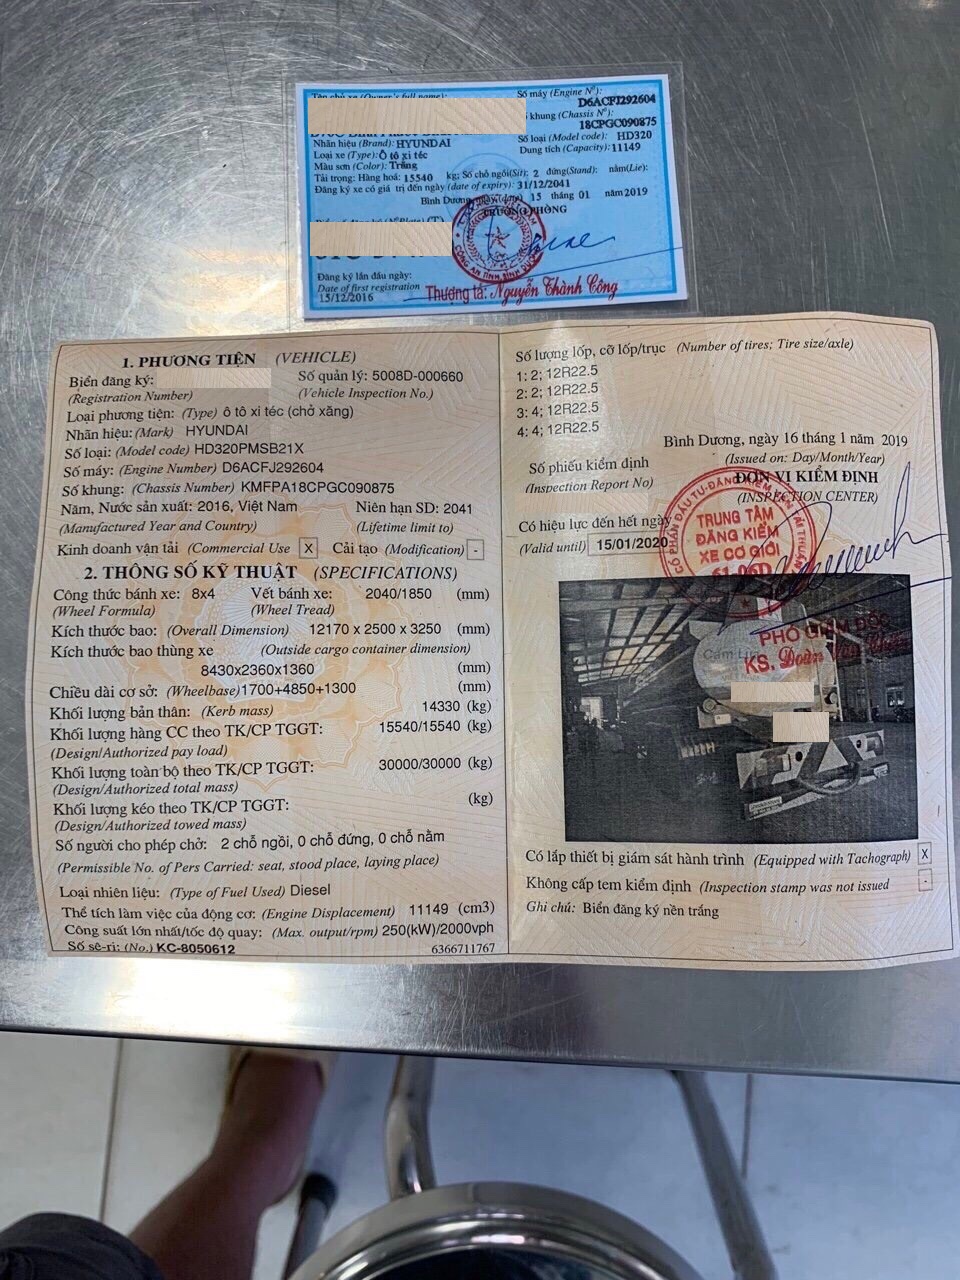 Tên chủ xe (Owner's full name):
Số máy (Engine Nº):
D6ACFJ292604
khung (Chassis Nº):
18CPGC090875
Nhãn hiệu (Brand): HYUNDAI
Số loại (Model code): HD320
Loại xe (Type): Ô tô xi téc
Dung tích (Capacity): 11149
Màu sơn (Color): Trắng
Tải trọng: Hàng hoá: 15540 kg; Số chỗ ngồi(Sit): 2 đứng(Stand): nằm(Lie):
Đăng ký xe có giá trị đến ngày (date of expiry): 31/12/2041
Bình Dương, ngày (date) 15 tháng 01 năm 2019
TRƯỞNG PHÒNG
CÔNG AN TỈNH BÌNH DƯƠNG
Đăng ký lần đầu ngày:
Date of first registration
15/12/2016
Thượng tá: Nguyễn Thành Công
1. PHƯƠNG TIỆN (VEHICLE)
Biển đăng ký:
(Registration Number)
Số quản lý: 5008D-000660
(Vehicle Inspection No.)
Loại phương tiện: (Type) ô tô xi téc (chở xăng)
Nhãn hiệu: (Mark) HYUNDAI
Số loại: (Model code) HD320PMSB21X
Số máy: (Engine Number) D6ACFJ292604
Số khung: (Chassis Number) KMFPA18CPGC090875
Năm, Nước sản xuất: 2016, Việt Nam
(Manufactured Year and Country)
Niên hạn SD: 2041
(Lifetime limit to)
Kinh doanh vận tải (Commercial Use X Cải tạo (Modification) -
2. THÔNG SỐ KỸ THUẬT (SPECIFICATIONS)
Công thức bánh xe: 8x4 Vết bánh xe: 2040/1850 (mm)
(Wheel Formula) (Wheel Tread)
Kích thước bao: (Overall Dimension) 12170 x 2500 x 3250 (mm)
Kích thước bao thùng xe (Outside cargo container dimension)
8430x2360x1360 (mm)
Chiều dài cơ sở: (Wheelbase) 1700+4850+1300 (mm)
Khối lượng bản thân: (Kerb mass) 14330 (kg)
Khối lượng hàng CC theo TK/CP TGGT: 15540/15540 (kg)
(Design/Authorized pay load)
Khối lượng toàn bộ theo TK/CP TGGT: 30000/30000 (kg)
(Design/Authorized total mass)
Khối lượng kéo theo TK/CP TGGT: (kg)
(Design/Authorized towed mass)
Số người cho phép chở: 2 chỗ ngồi, 0 chỗ đứng, 0 chỗ nằm
(Permissible No. of Pers Carried: seat, stood place, laying place)
Loại nhiên liệu: (Type of Fuel Used) Diesel
Thể tích làm việc của động cơ: (Engine Displacement) 11149 (cm3)
Công suất lớn nhất/tốc độ quay: (Max. output/rpm) 250(kW)/2000vph
Số sê-ri: (No.) KC-8050612 6366711767
Số lượng lốp, cỡ lốp/trục (Number of tires; Tire size/axle)
1: 2; 12R22.5
2: 2; 12R22.5
3: 4; 12R22.5
4: 4; 12R22.5
Bình Dương, ngày 16 tháng 1 năm 2019
(Issued on: Day/Month/Year)
Số phiếu kiểm định
(Inspection Report No)
ĐƠN VỊ KIỂM ĐỊNH
(INSPECTION CENTER)
Có hiệu lực đến hết ngày
(Valid until) 15/01/2020
TRUNG TÂM
ĐĂNG KIỂM
XE CƠ GIỚI
61-06D
PHÓ GIÁM ĐỐC
KS.
Có lắp thiết bị giám sát hành trình (Equipped with Tachograph) X
Không cấp tem kiểm định (Inspection stamp was not issued -
Ghi chú: Biển đăng ký nền trắng